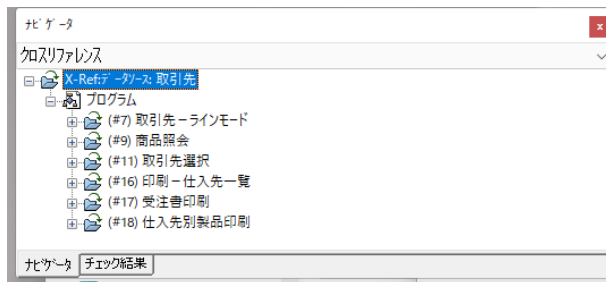 ナビゲータ
クロスリファレンス
X-Ref:データソース: 取引先
プログラム
(#7) 取引先－ラインモード
(#9) 商品照会
(#11) 取引先選択
(#16) 印刷－仕入先一覧
(#17) 受注書印刷
(#18) 仕入先別製品印刷
ナビゲータ チェック結果